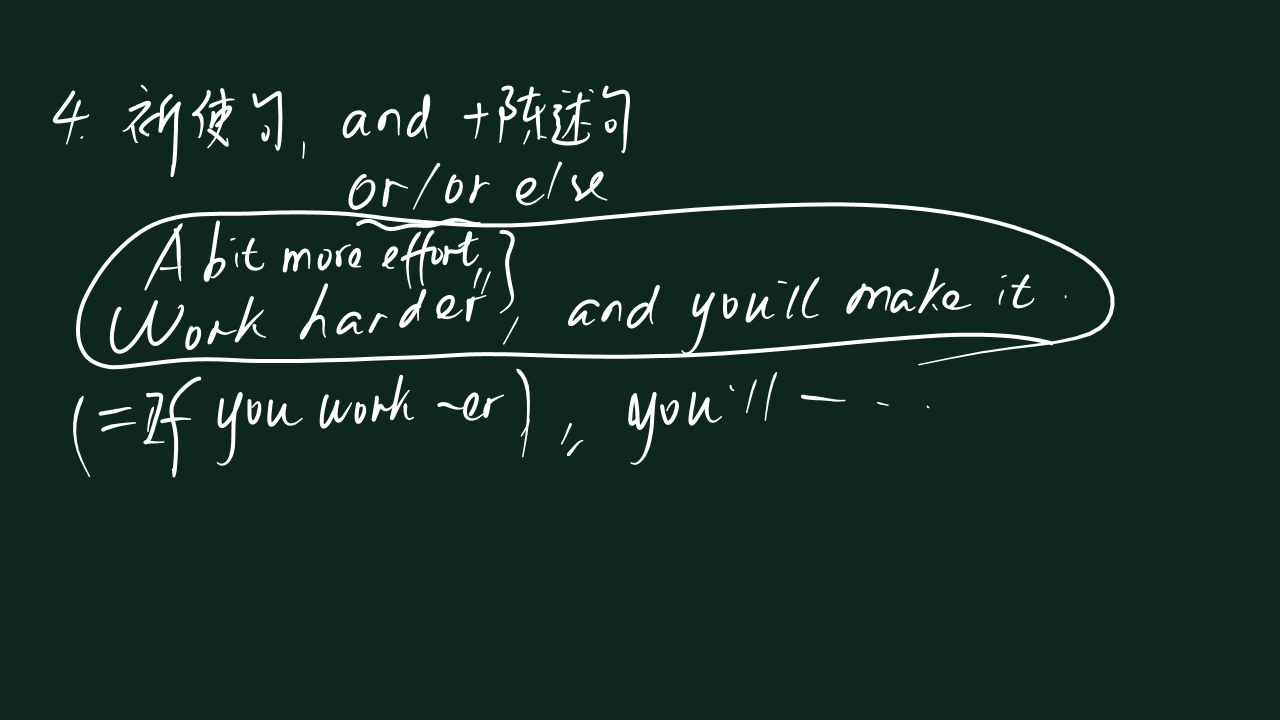 4. 祈使句, and +陈述句
or/or else
A bit more effort,
Work harder, and you'll make it.
(=If you work ~er), you'll — - - .